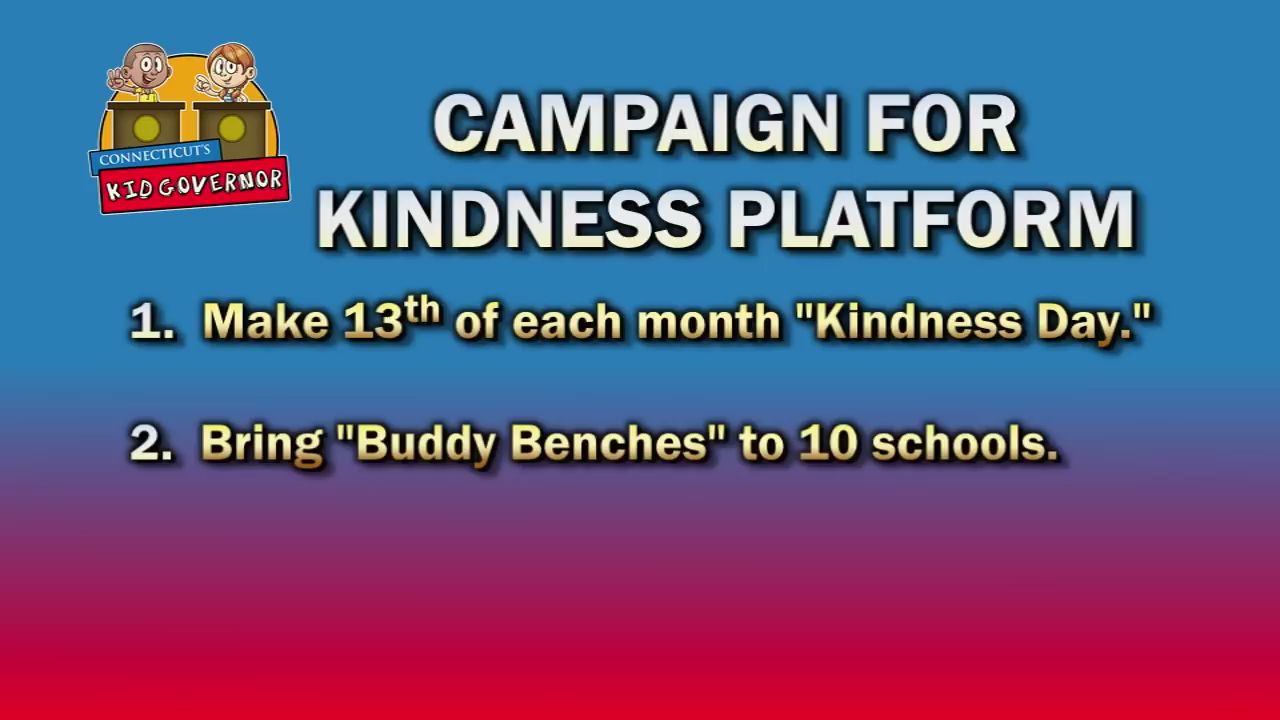 CONNECTICUT'S
KID GOVERNOR
CAMPAIGN FOR
KINDNESS PLATFORM
1. Make 13th of each month "Kindness Day."
2. Bring "Buddy Benches" to 10 schools.